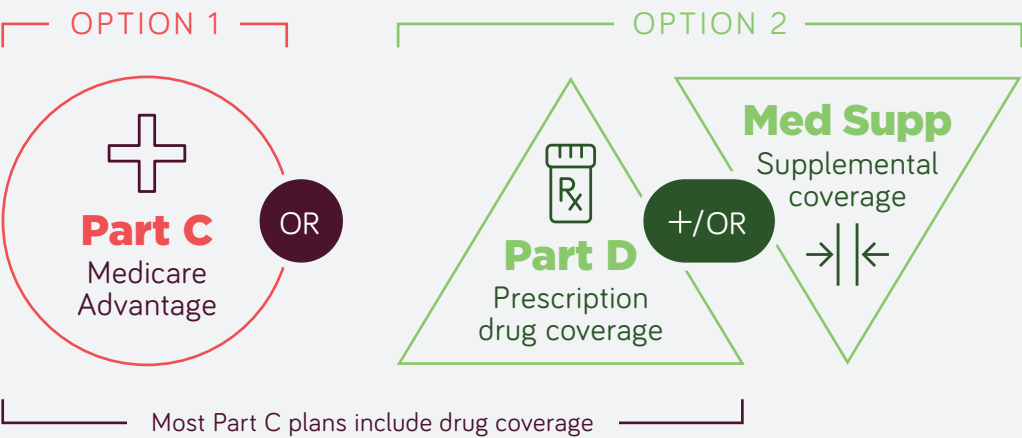 OPTION 1
Part C
Medicare
Advantage
OR
OPTION 2
Rx
Part D
Prescription
drug coverage
+/OR
Med Supp
Supplemental
coverage
Most Part C plans include drug coverage